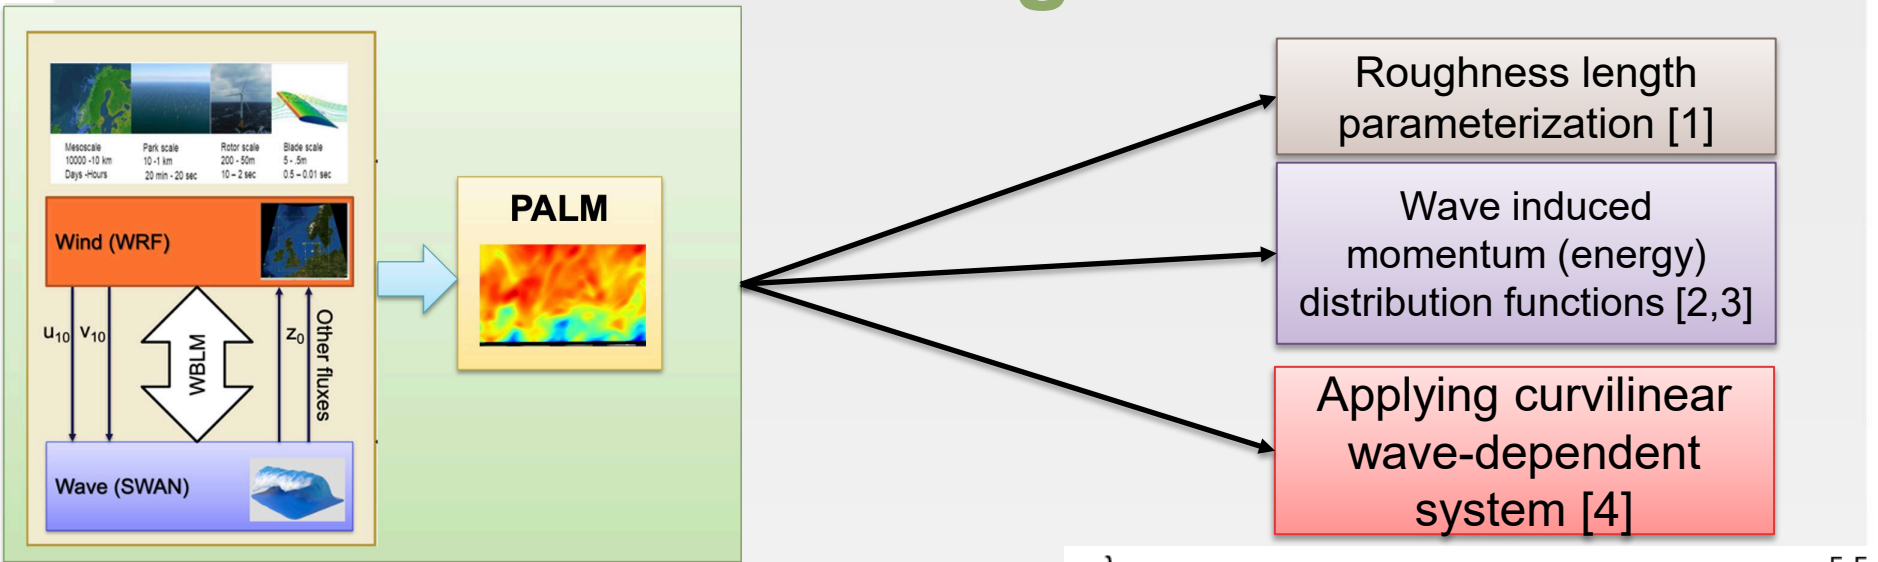 g
Mesoscale
10000 -10 km
Days -Hours
Park scale
10 -1 km
20 min - 20 sec
Rotor scale
200 - 50m
10 – 2 sec
Blade scale
5 - .5m
0.5 – 0.01 sec
Wind (WRF)
u10 v10
WBLM
z0
Other fluxes
Wave (SWAN)
PALM
Roughness length
parameterization [1]
Wave induced
momentum (energy)
distribution functions [2,3]
Applying curvilinear
wave-dependent
system [4]